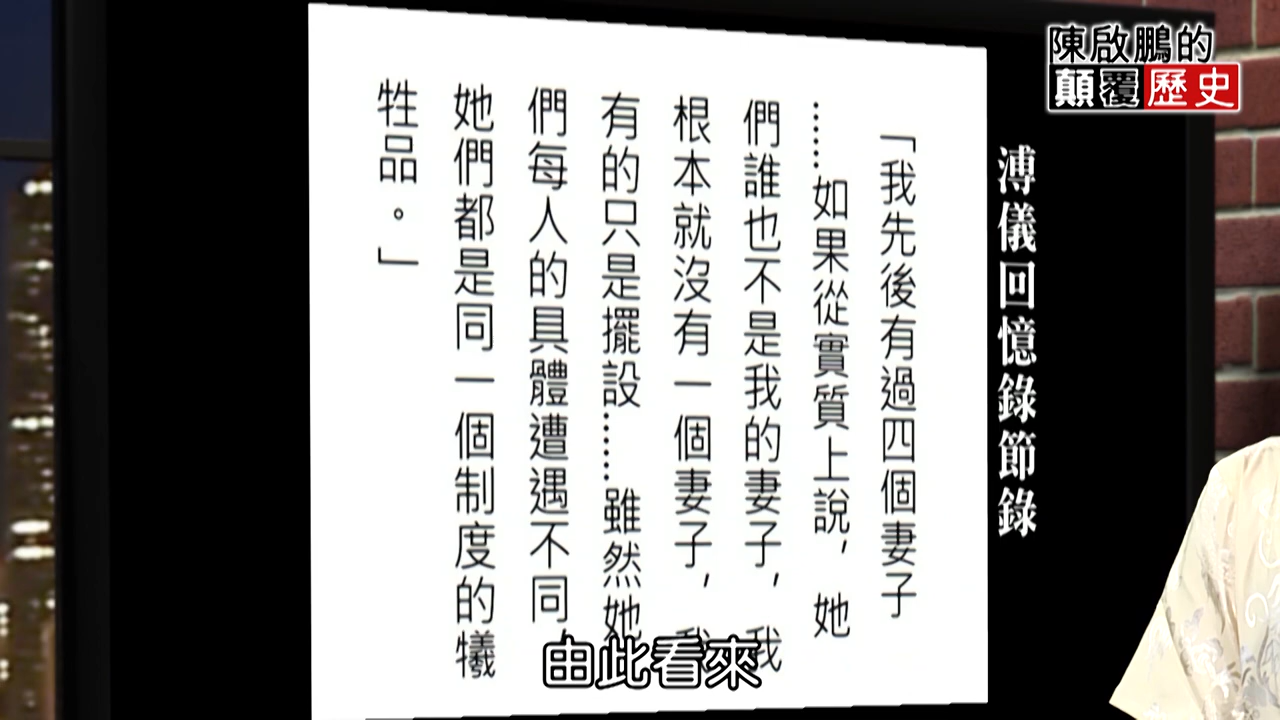 陳啟鵬的
顛覆歷史
溥儀回憶錄節錄
「我先後有過四個妻子
……如果從實質上說，她
們誰也不是我的妻子，我
根本就沒有一個妻子，我
有的只是擺設……雖然她
們每人的具體遭遇不同，
她們都是同一個制度的犧
牲品。」
由此看來